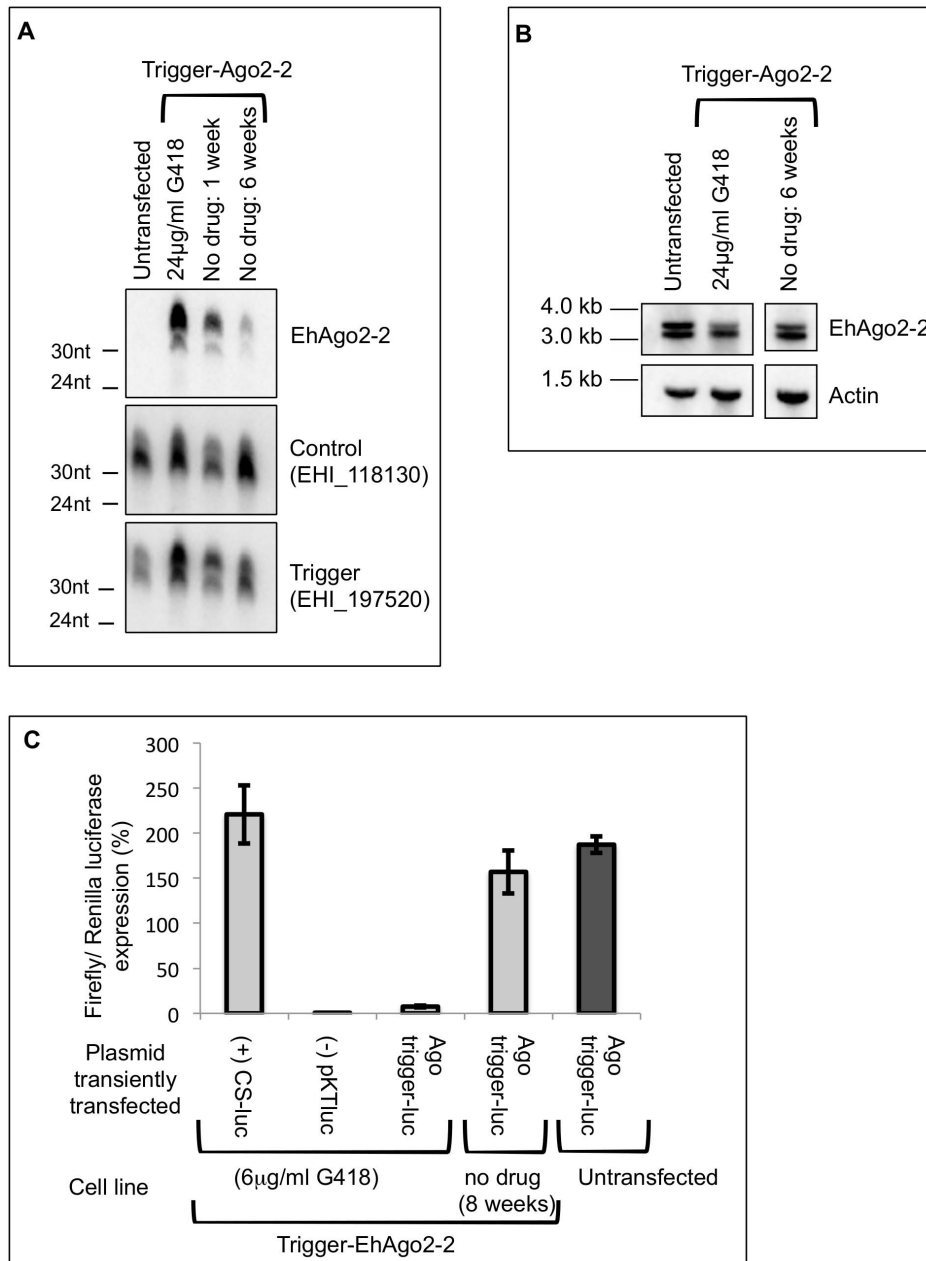 A
Trigger-Ago2-2
Untransfected
24µg/ml G418
No drug: 1 week
No drug: 6 weeks
EhAgo2-2
30nt
24nt
Control
(EHI_118130)
30nt
24nt
Trigger
(EHI_197520)
30nt
24nt
B
Trigger-Ago2-2
Untransfected
24µg/ml G418
No drug: 6 weeks
4.0 kb
3.0 kb
EhAgo2-2
1.5 kb
Actin
C
Firefly/ Renilla luciferase
expression (%)
300
250
200
150
100
50
0
Plasmid
transiently
transfected
(+) CS-luc
(-) pKTluc
Ago
trigger-luc
Ago
trigger-luc
Ago
trigger-luc
Cell line
(6µg/ml G418)
no drug
(8 weeks)
Untransfected
Trigger-EhAgo2-2